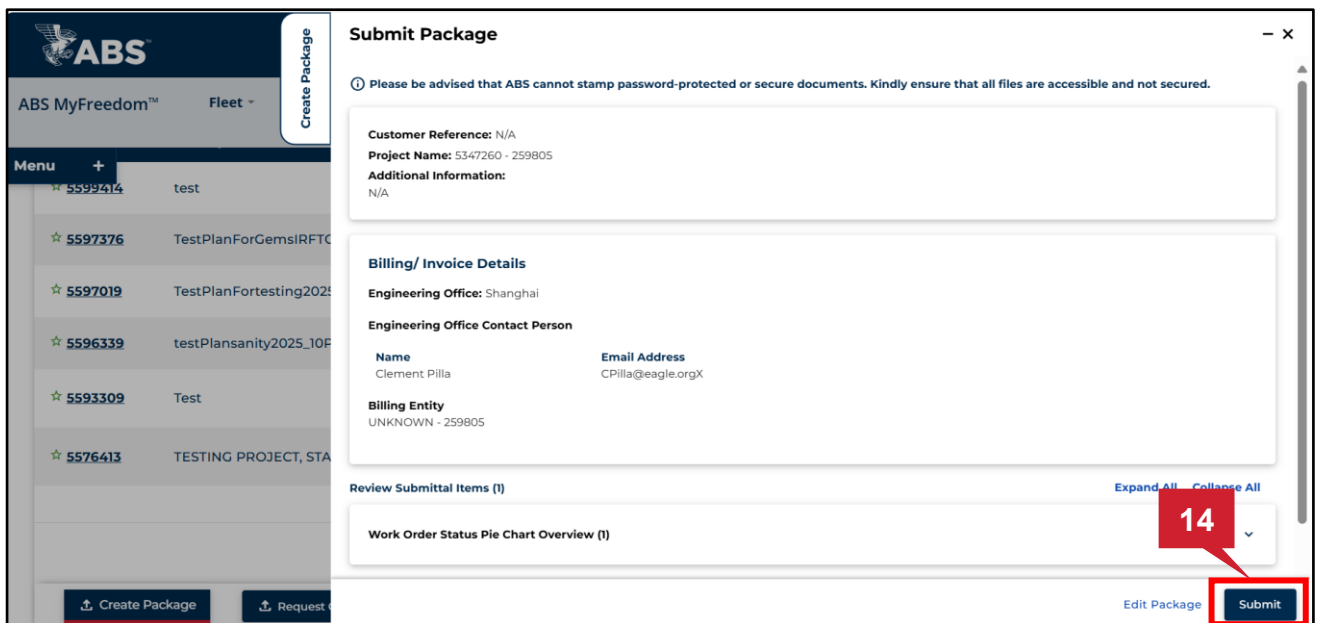 ABS™
ABS MyFreedom™
Fleet
Menu +
5599414 test
5597376 TestPlanForGemsIRFTC
5597019 TestPlanFortesting2025
5596339 testPlansanity2025_10P
5593309 Test
5576413 TESTING PROJECT, STA
Create Package
Request
Create Package
Submit Package
Please be advised that ABS cannot stamp password-protected or secure documents. Kindly ensure that all files are accessible and not secured.
Customer Reference: N/A
Project Name: 5347260 - 259805
Additional Information:
N/A
Billing/ Invoice Details
Engineering Office: Shanghai
Engineering Office Contact Person
Name Email Address
Clement Pilla CPilla@eagle.orgX
Billing Entity
UNKNOWN - 259805
Review Submittal Items (1) Expand All Collapse All
Work Order Status Pie Chart Overview (1)
14
Edit Package Submit